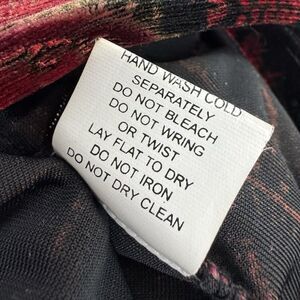 HAND WASH COLD
SEPARATELY
DO NOT BLEACH
DO NOT WRING
OR TWIST
LAY FLAT TO DRY
DO NOT IRON
DO NOT DRY CLEAN